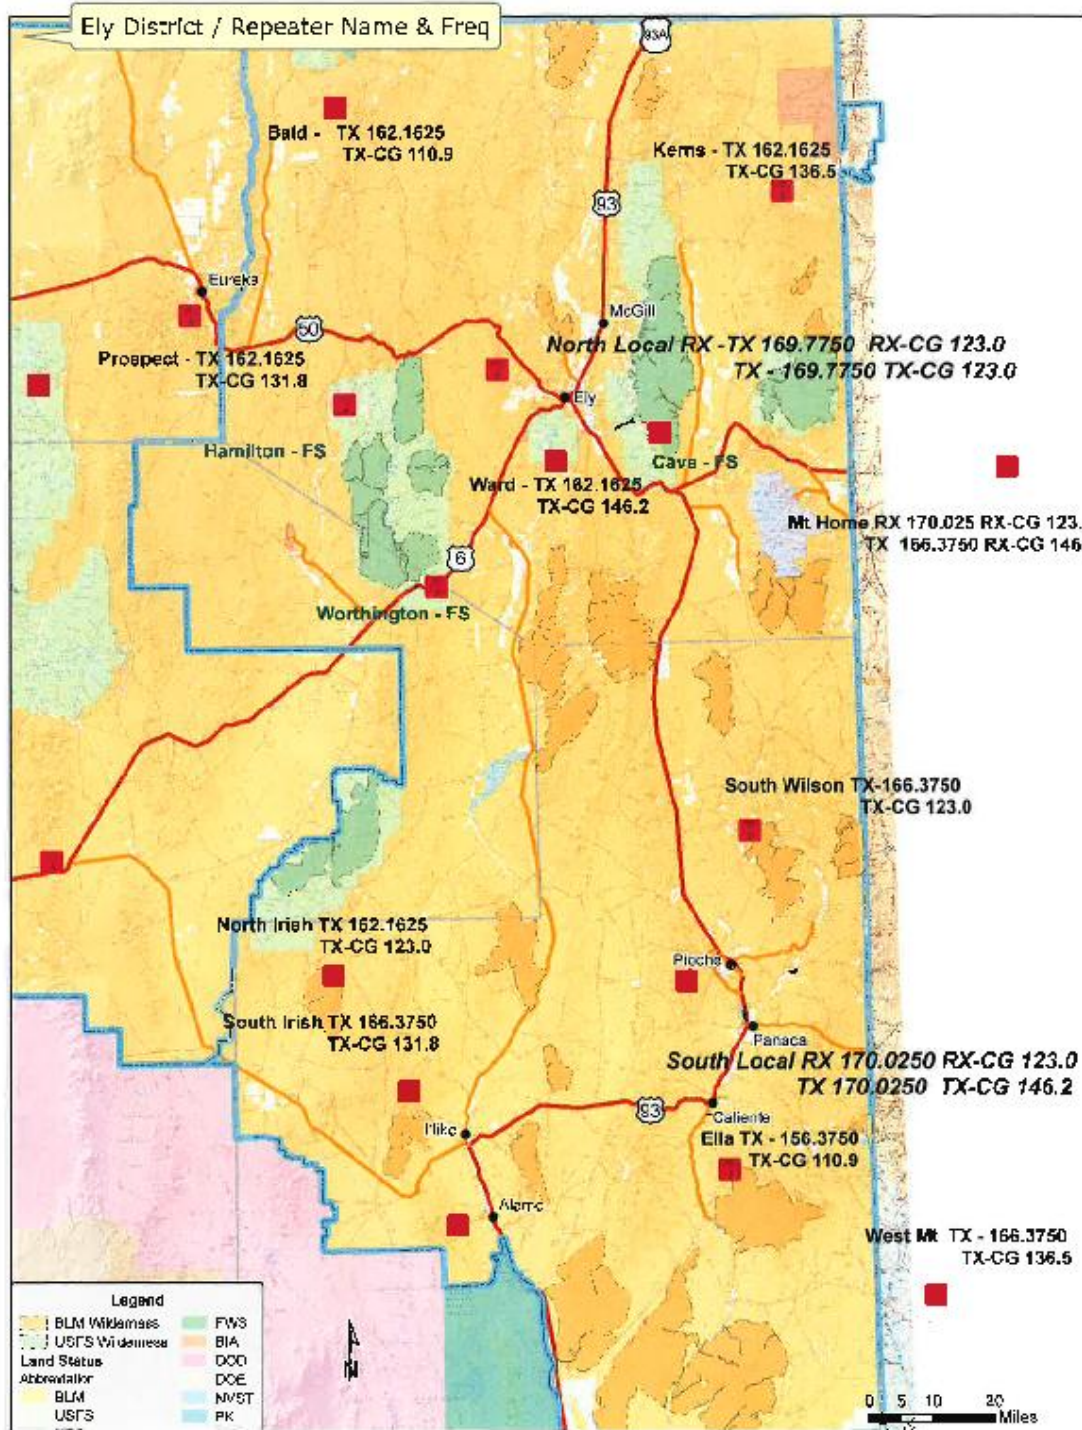 Ely District / Repeater Name & Freq
93A
Bald - TX 162.1625
TX-CG 110.9
Kerns - TX 162.1625
TX-CG 136.5
93
Eureka
50
McGill
North Local RX -TX 169.7750 RX-CG 123.0
TX - 169.7750 TX-CG 123.0
Prospect - TX 162.1625
TX-CG 131.8
Ely
Hamilton - FS
Cave - FS
Ward - TX 162.1625
TX-CG 146.2
Mt Home RX 170.025 RX-CG 123.
TX 166.3750 RX-CG 146
6
Worthington - FS
South Wilson TX-166.3750
TX-CG 123.0
North Irish TX 162.1625
TX-CG 123.0
Pioche
South Irish TX 166.3750
TX-CG 131.8
Panaca
South Local RX 170.0250 RX-CG 123.0
TX 170.0250 TX-CG 146.2
93
Caliente
Hiko
Ella TX - 156.3750
TX-CG 110.9
Alamo
West Mt TX - 166.3750
TX-CG 136.5
Legend
BLM Wilderness
USFS Wilderness
Land Status
Abbreviation
BLM
USFS
FWS
BIA
DOD
DOE
NVST
PK
N
0 5 10 20
Miles